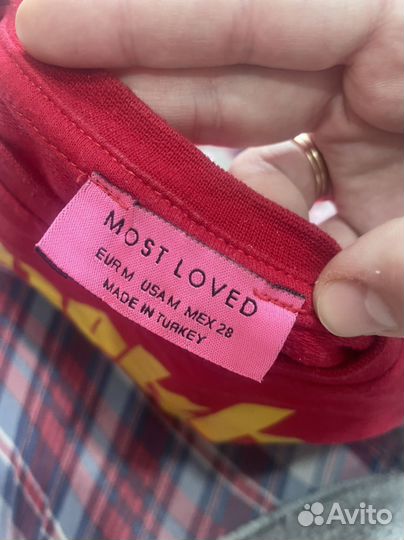 MOST LOVED
EUR M USA M MEX 28
MADE IN TURKEY
Avito